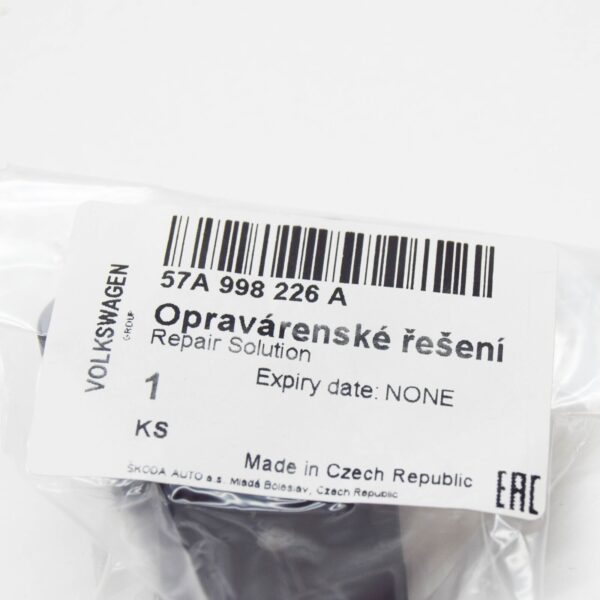 57A 998 226 A
VOLKSWAGEN
GROUP
Opravárenské řešení
Repair Solution
Expiry date: NONE
1
KS
Made in Czech Republic
ŠKODA AUTO a.s. Mladá Boleslav, Czech Republic
EAC